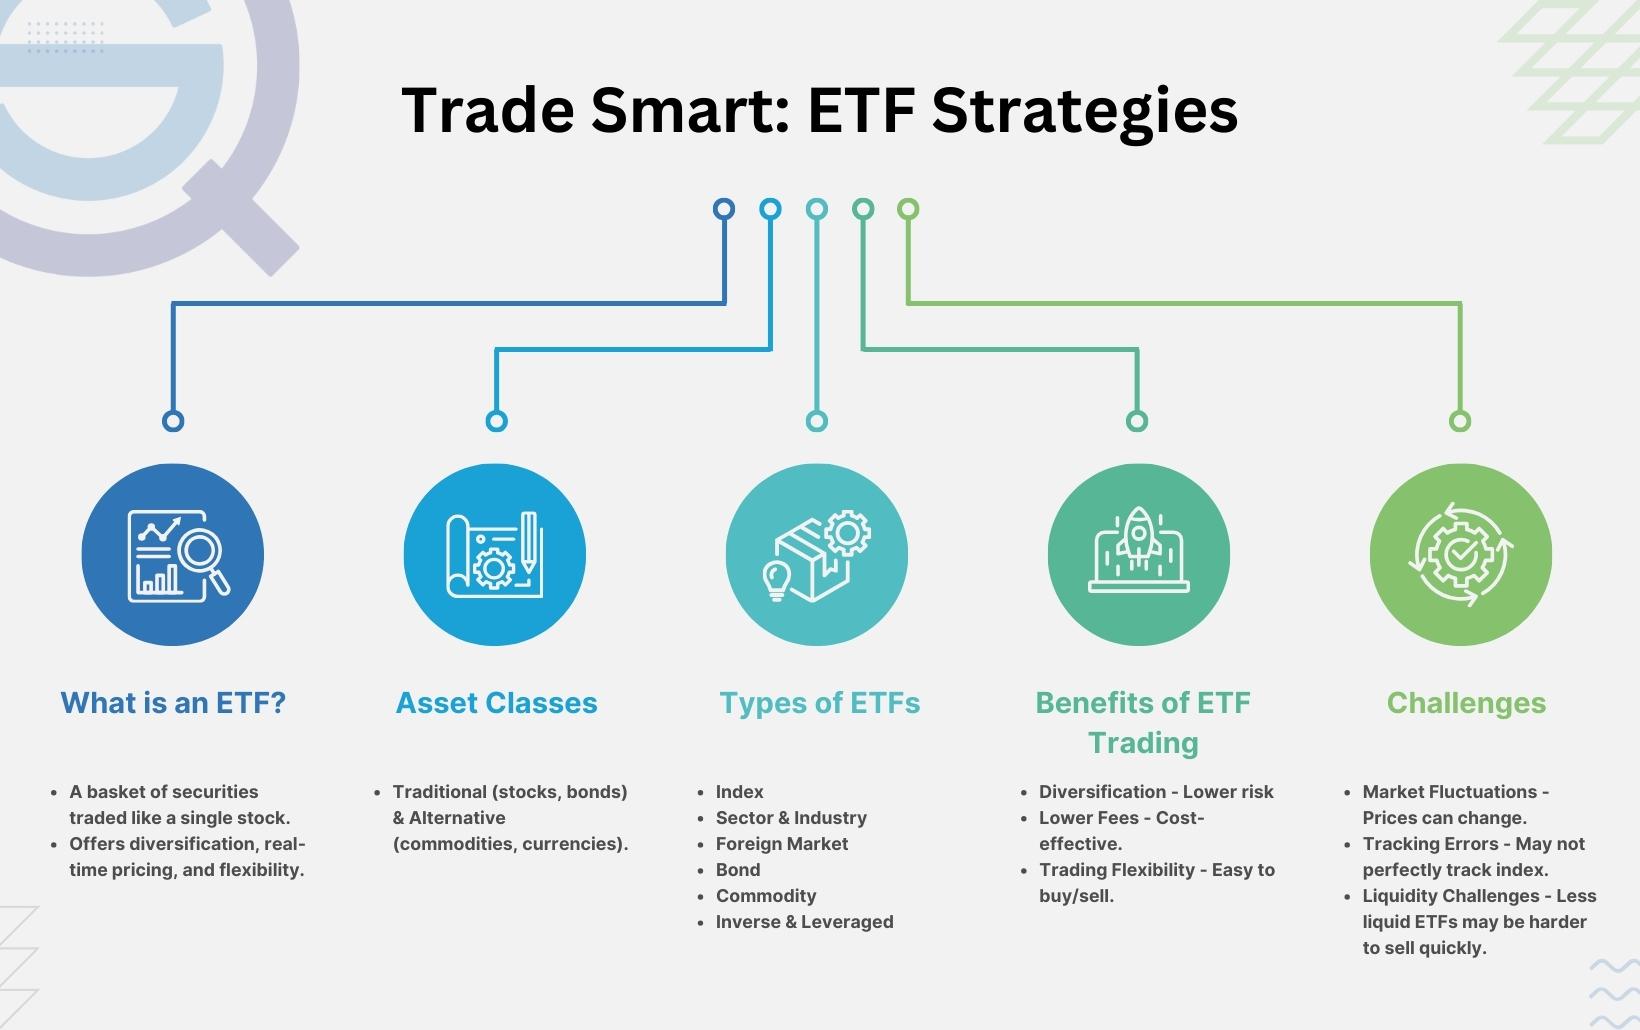 Trade Smart: ETF Strategies
What is an ETF?
• A basket of securities
traded like a single stock.
• Offers diversification, real-
time pricing, and flexibility.
Asset Classes
• Traditional (stocks, bonds)
& Alternative
(commodities, currencies).
Types of ETFs
• Index
• Sector & Industry
• Foreign Market
• Bond
• Commodity
• Inverse & Leveraged
Benefits of ETF
Trading
• Diversification - Lower risk
• Lower Fees - Cost-
effective.
• Trading Flexibility - Easy to
buy/sell.
Challenges
• Market Fluctuations -
Prices can change.
• Tracking Errors - May not
perfectly track index.
• Liquidity Challenges - Less
liquid ETFs may be harder
to sell quickly.